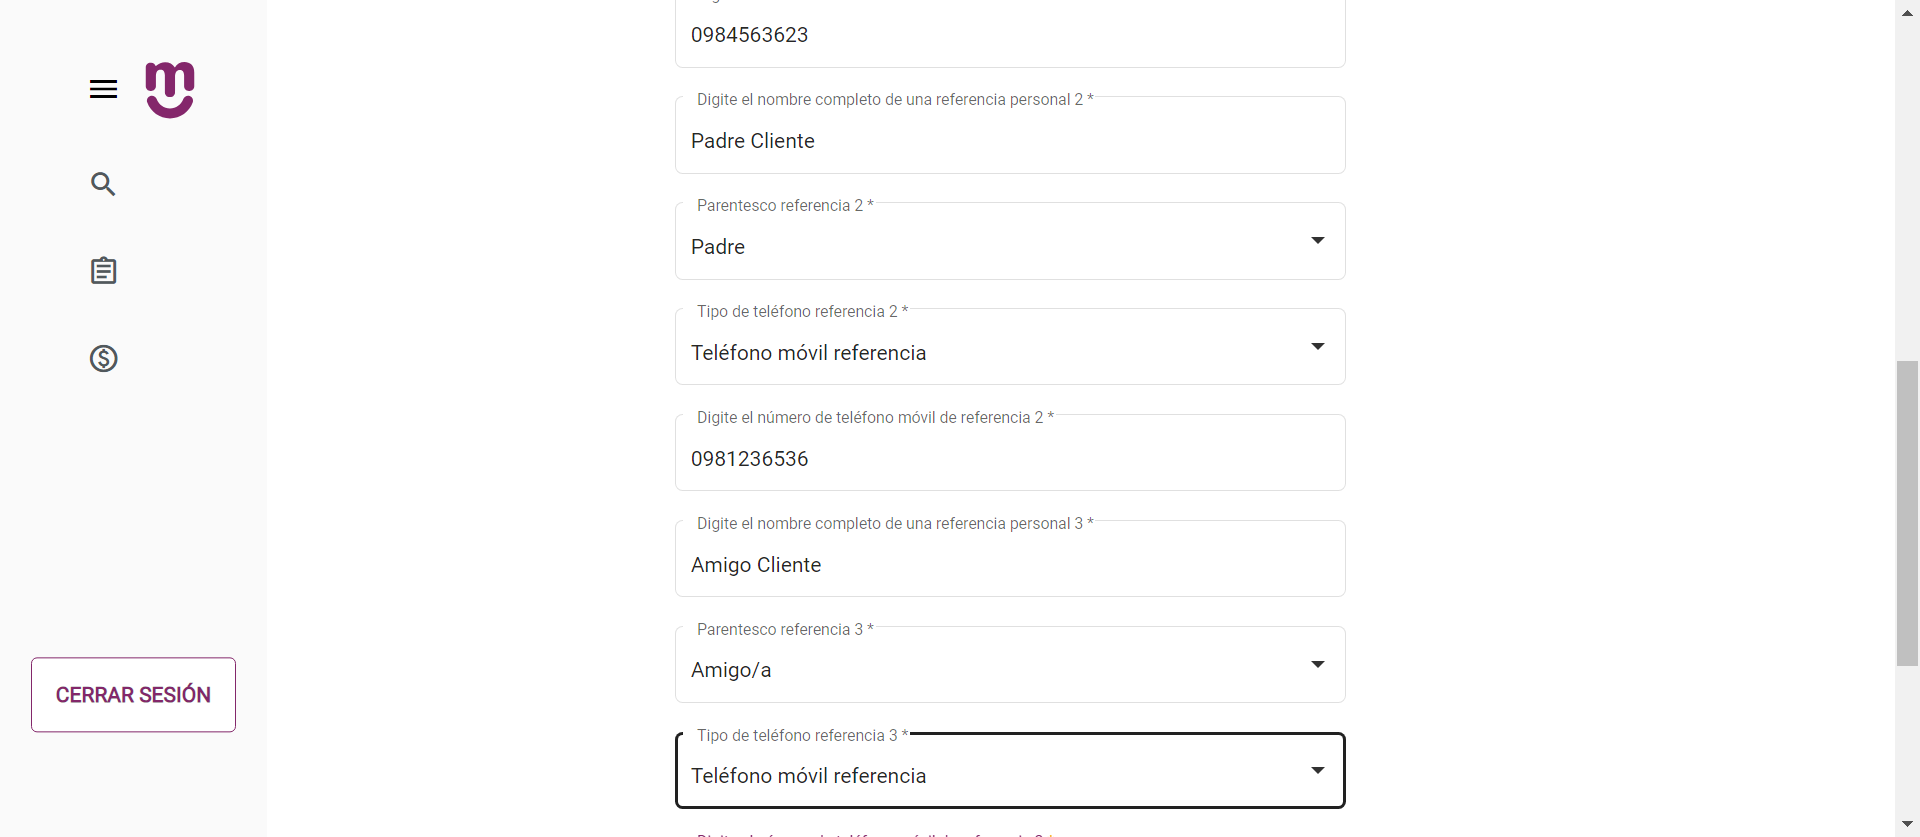 0984563623
Digite el nombre completo de una referencia personal 2 *
Padre Cliente
Parentesco referencia 2 *
Padre
Tipo de teléfono referencia 2 *
Teléfono móvil referencia
Digite el número de teléfono móvil de referencia 2 *
0981236536
Digite el nombre completo de una referencia personal 3 *
Amigo Cliente
Parentesco referencia 3 *
Amigo/a
CERRAR SESIÓN
Tipo de teléfono referencia 3 *
Teléfono móvil referencia